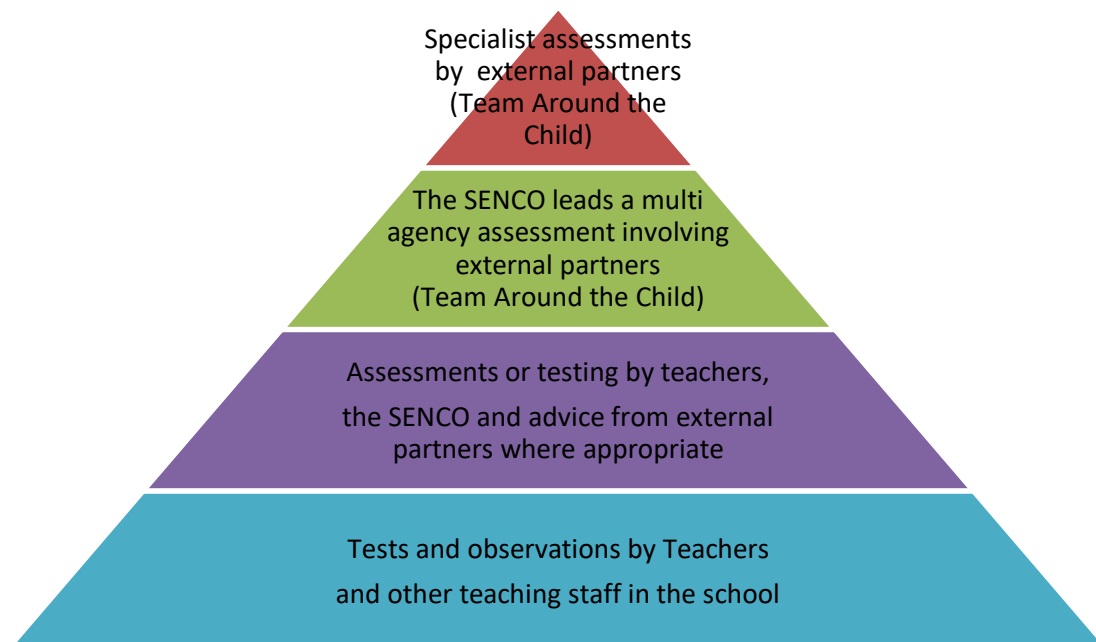 Specialist assessments
by  external partners
(Team Around the
Child)
The SENCO leads a multi
agency assessment involving
external partners
(Team Around the Child)
Assessments or testing by teachers,
the SENCO and advice from external
partners where appropriate
Tests and observations by Teachers
and other teaching staff in the school